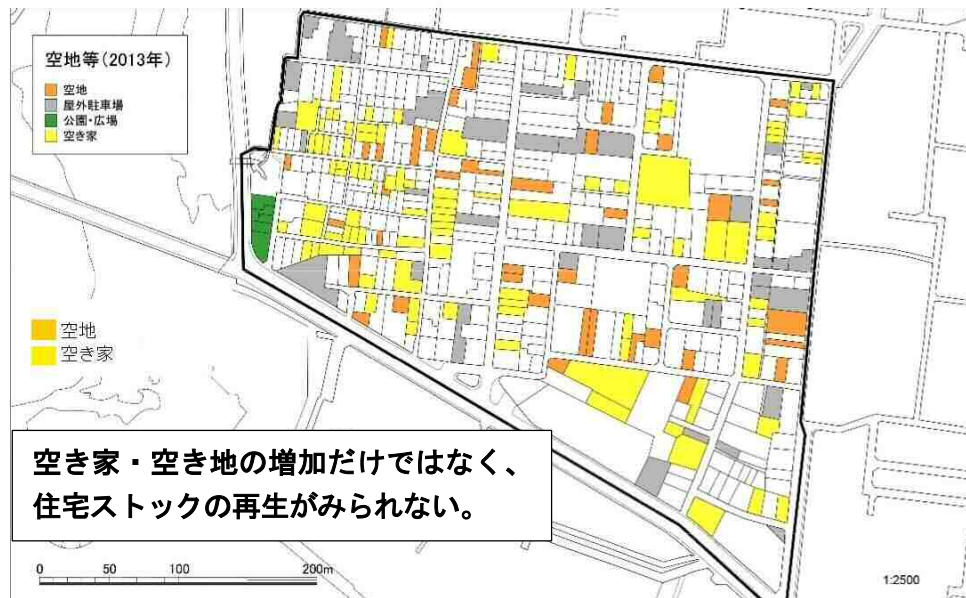 空地等(2013年)
空地
屋外駐車場
公園・広場
空き家
空地
空き家
空き家・空き地の増加だけではなく、
住宅ストックの再生がみられない。
0 50 100 200m
1:2500